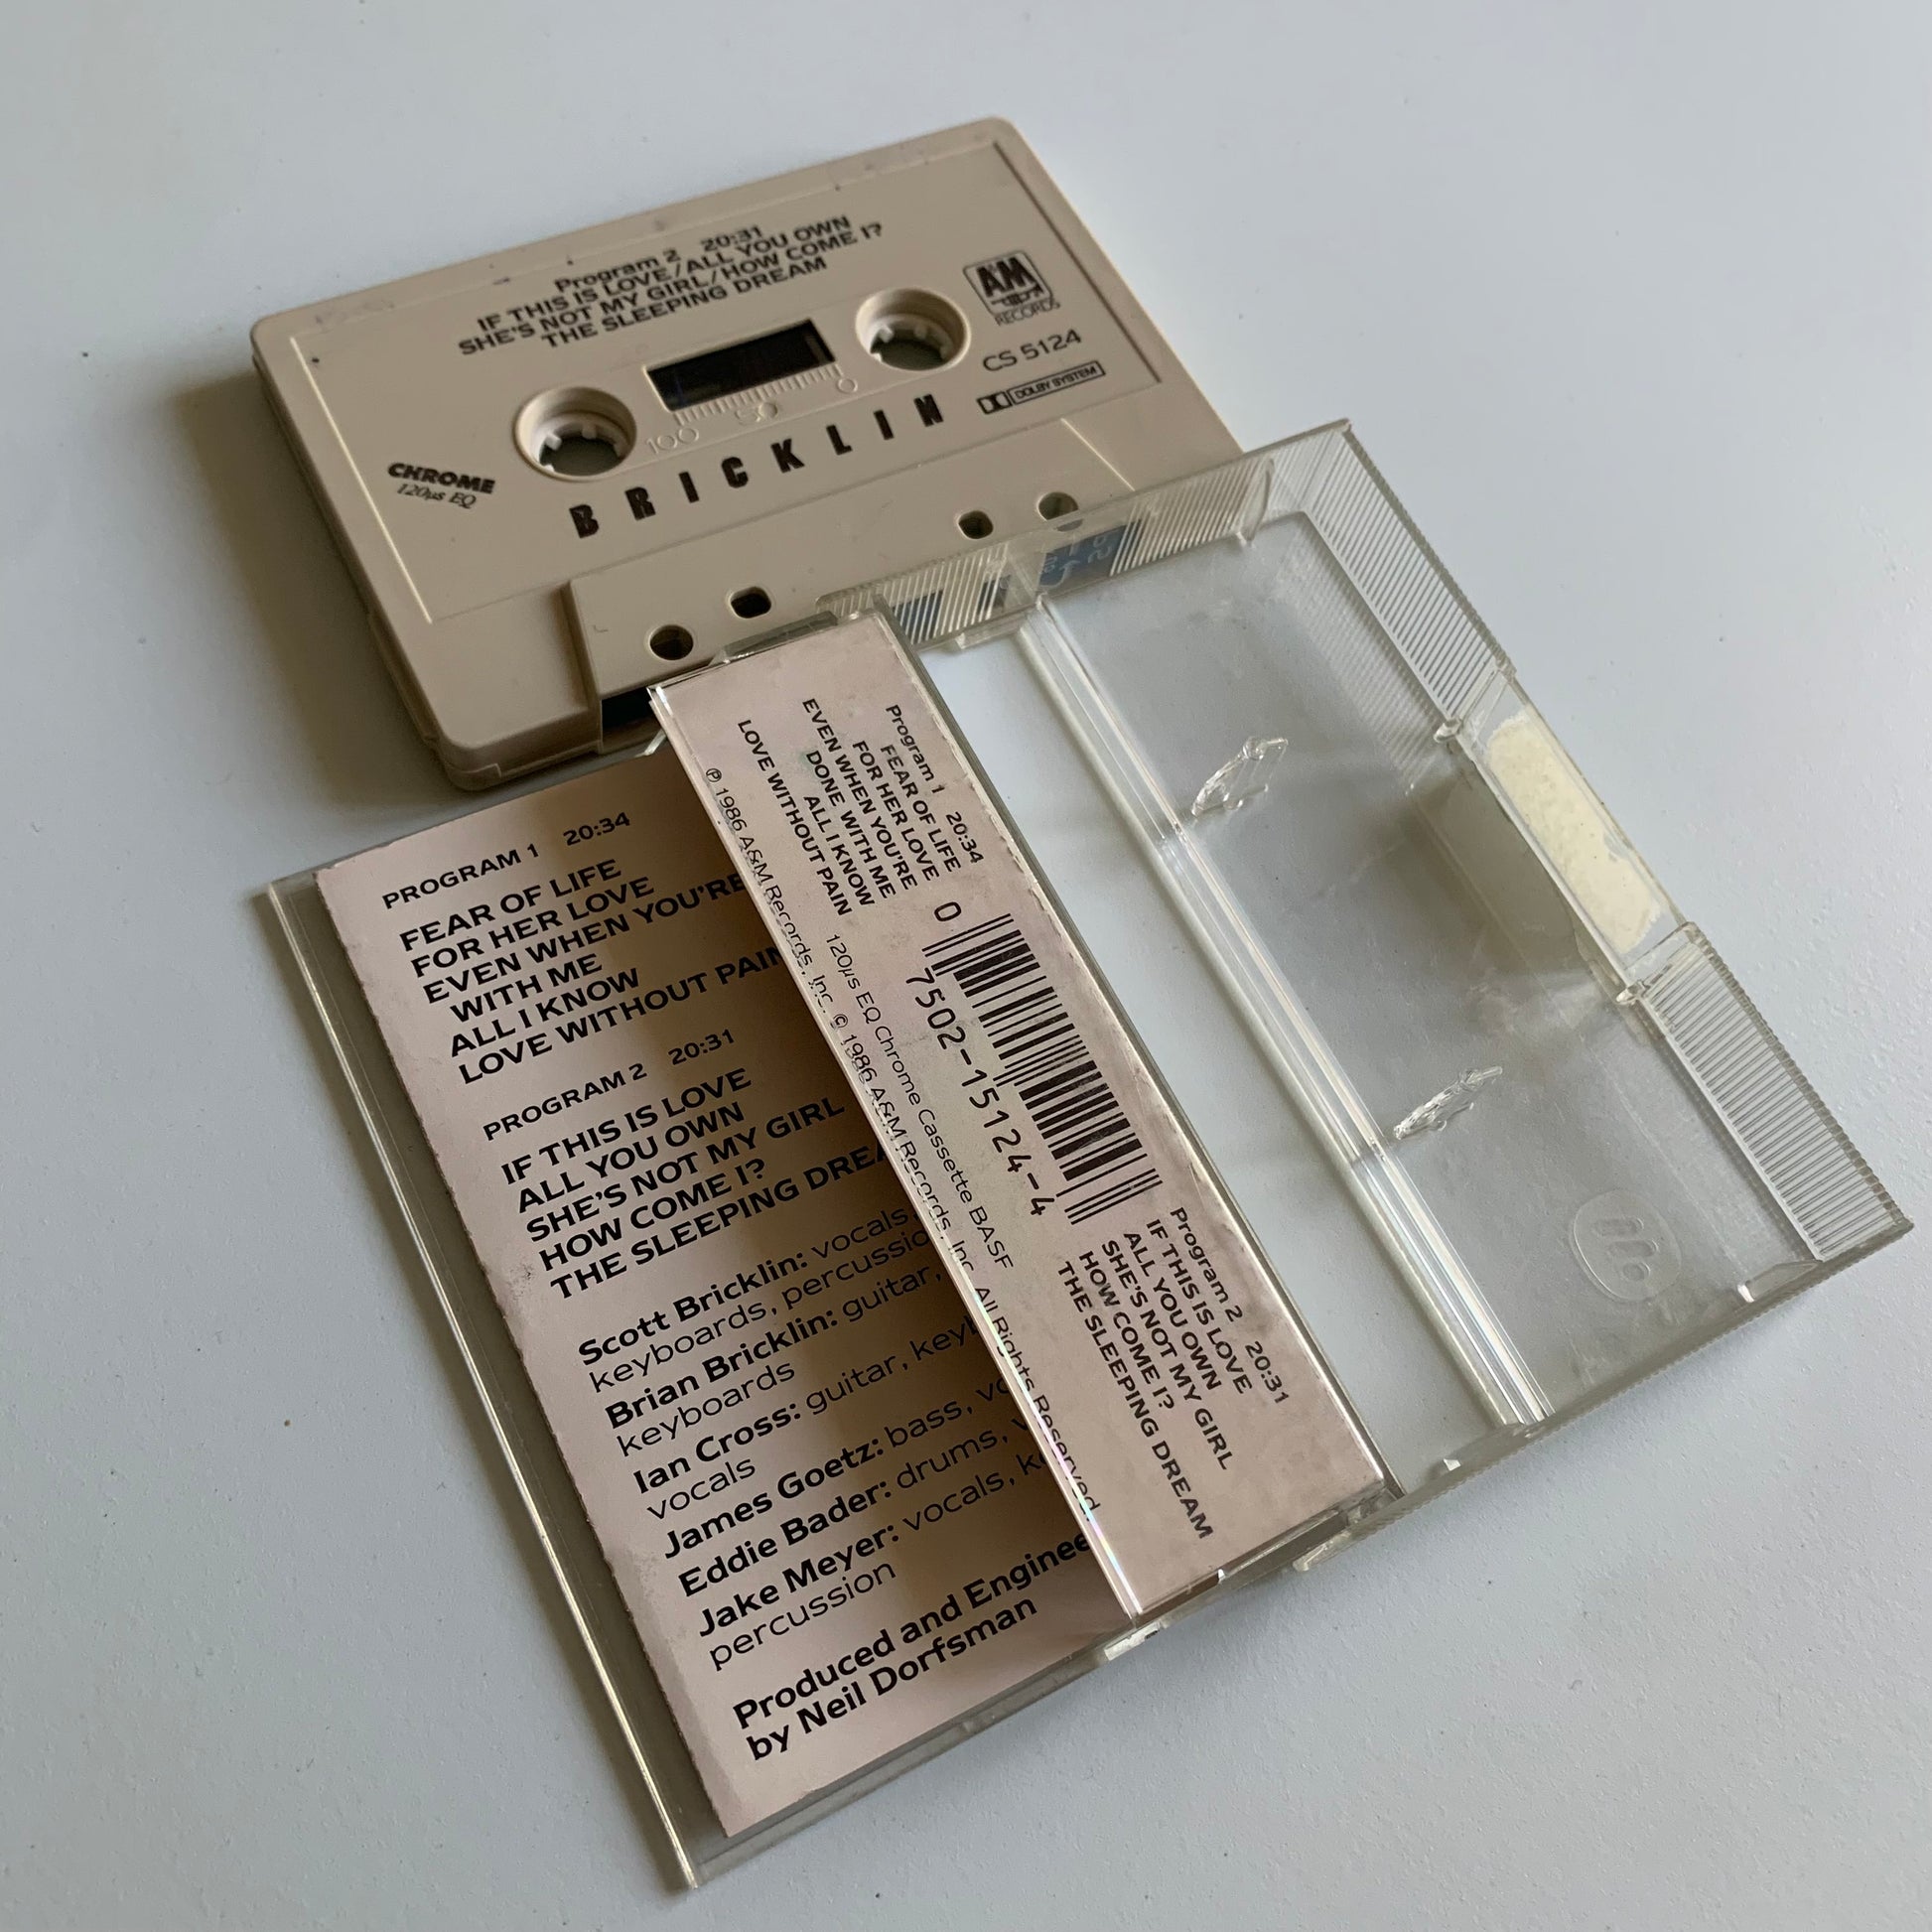 Program 2 20:31
IF THIS IS LOVE/ALL YOU OWN
SHE'S NOT MY GIRL/HOW COME I?
THE SLEEPING DREAM
A&M
RECORDS
CS 5124
DOLBY SYSTEM
100 50 0
BRICKLIN
CHROME
120µs EQ
Program 1 20:34
FEAR OF LIFE
FOR HER LOVE
EVEN WHEN YOU'RE
DONE WITH ME
ALL I KNOW
LOVE WITHOUT PAIN
0 7502-15124-4
Program 2 20:31
IF THIS IS LOVE
ALL YOU OWN
SHE'S NOT MY GIRL
HOW COME I?
THE SLEEPING DREAM
120µs EQ Chrome Cassette BASF
℗ 1986 A&M Records, Inc. © 1986 A&M Records, Inc. All Rights Reserved.
PROGRAM 1 20:34
FEAR OF LIFE
FOR HER LOVE
EVEN WHEN YOU'RE
WITH ME
ALL I KNOW
LOVE WITHOUT PAIN
PROGRAM 2 20:31
IF THIS IS LOVE
ALL YOU OWN
SHE'S NOT MY GIRL
HOW COME I?
THE SLEEPING
Scott Bricklin: vocals
keyboards,
Brian Bricklin: guitar,
keyboards
Ian Cross: guitar,
vocals
James Goetz: bass,
Eddie Bader: drums,
Jake Meyer: vocals,
percussion
Produced and
by Neil Dorfsman